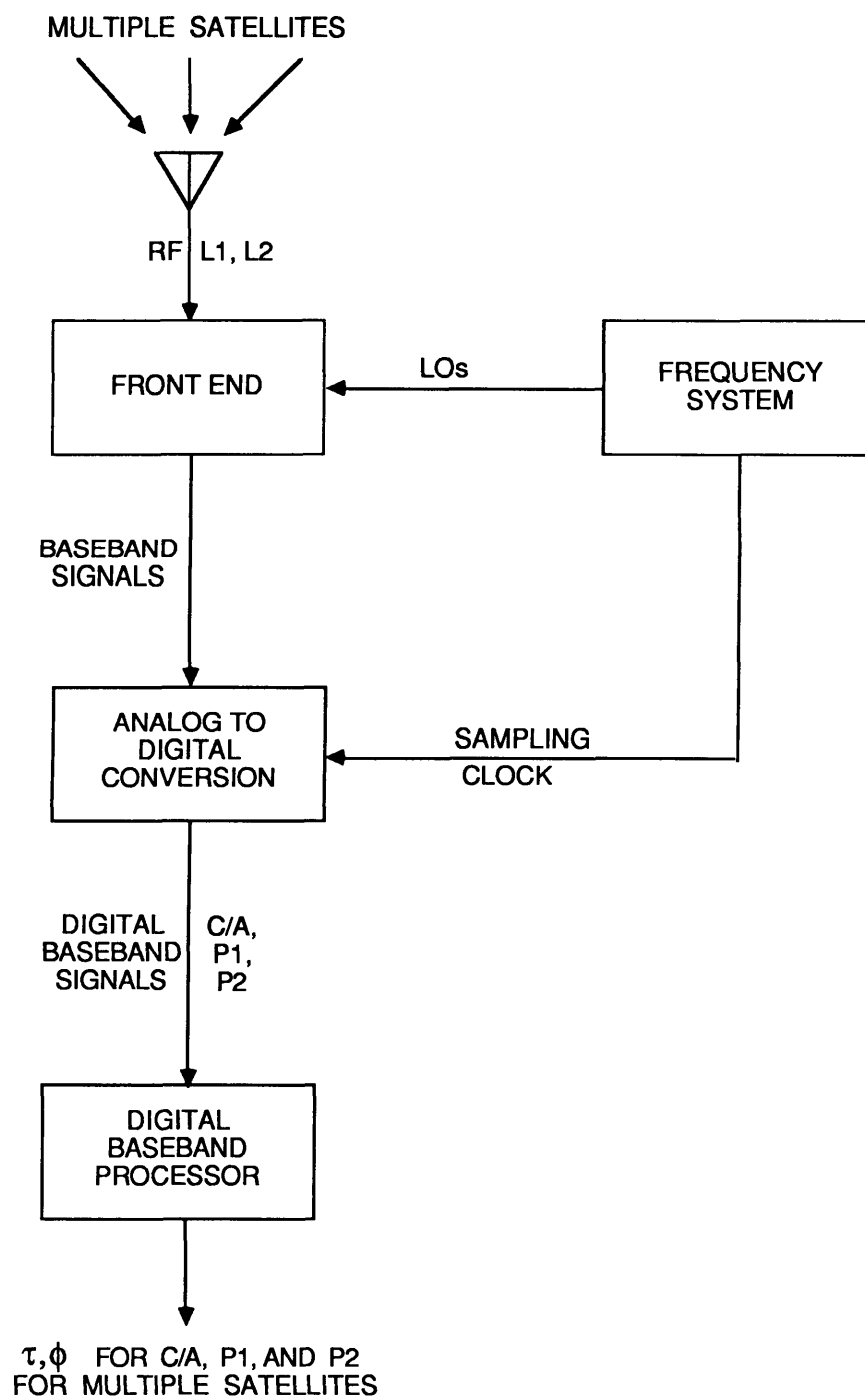 MULTIPLE SATELLITES
RF L1, L2
FRONT END
LOs
FREQUENCY
SYSTEM
BASEBAND
SIGNALS
ANALOG TO
DIGITAL
CONVERSION
SAMPLING
CLOCK
DIGITAL
BASEBAND
SIGNALS
C/A,
P1,
P2
DIGITAL
BASEBAND
PROCESSOR
τ,ϕ FOR C/A, P1, AND P2
FOR MULTIPLE SATELLITES